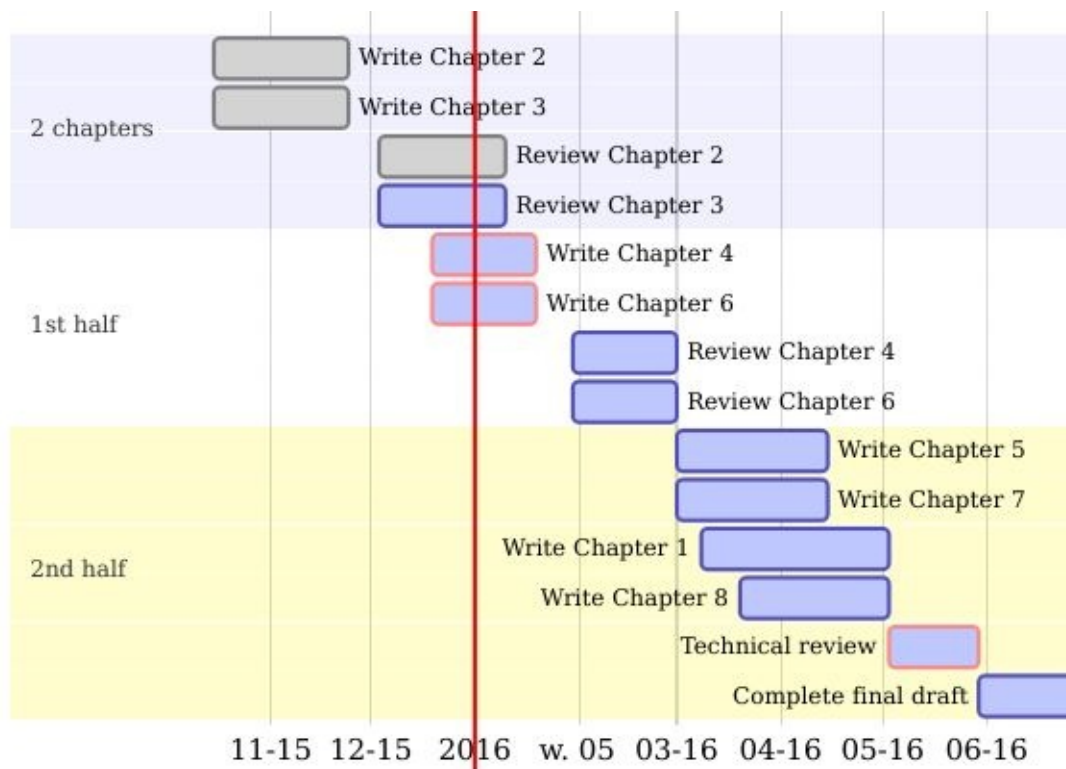 Write Chapter 2
Write Chapter 3
2 chapters
Review Chapter 2
Review Chapter 3
Write Chapter 4
Write Chapter 6
1st half
Review Chapter 4
Review Chapter 6
Write Chapter 5
Write Chapter 7
Write Chapter 1
2nd half
Write Chapter 8
Technical review
Complete final draft
11-15 12-15 2016 w. 05 03-16 04-16 05-16 06-16